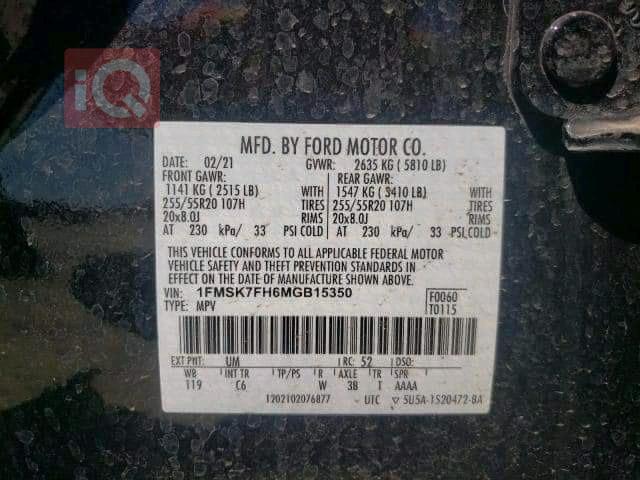 iQ
MFD. BY FORD MOTOR CO.
DATE: 02/21 GVWR: 2635 KG ( 5810 LB)
FRONT GAWR: REAR GAWR:
1141 KG ( 2515 LB) WITH 1547 KG ( 3410 LB) WITH
255/55R20 107H TIRES 255/55R20 107H TIRES
20x8.0J RIMS 20x8.0J RIMS
AT 230 kPa/ 33 PSI COLD AT 230 kPa/ 33 PSI COLD
THIS VEHICLE CONFORMS TO ALL APPLICABLE FEDERAL MOTOR
VEHICLE SAFETY AND THEFT PREVENTION STANDARDS IN
EFFECT ON THE DATE OF MANUFACTURE SHOWN ABOVE.
VIN: 1FMSK7FH6MGB15350 F0060
TYPE: MPV T0115
EXT PNT: UM RC: 52 DSO:
WB INT TR TP/PS R AXLE TR SPR
119 C6 W 3B T AAAA
1202102076877 UTC ▽ 5U5A-1520472-BA